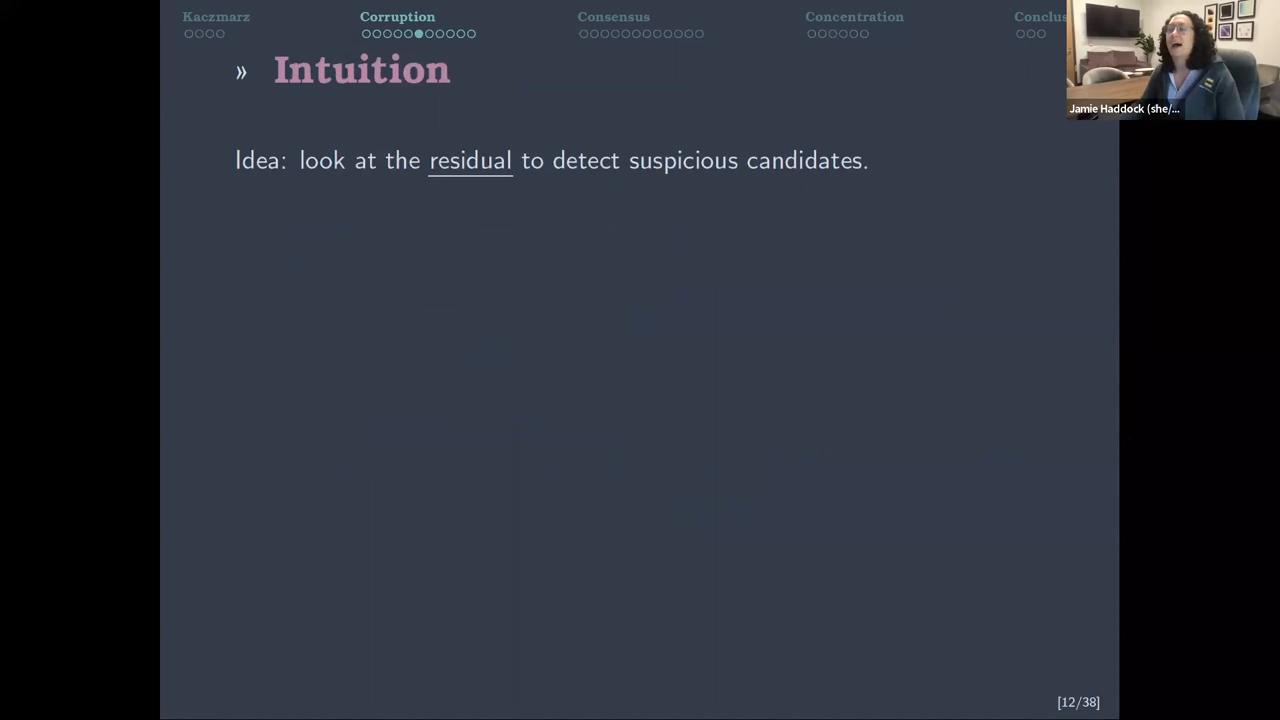 Kaczmarz Corruption Consensus Concentration Conclus
» Intuition
Jamie Haddock (she/...
Idea: look at the residual to detect suspicious candidates.
[12/38]